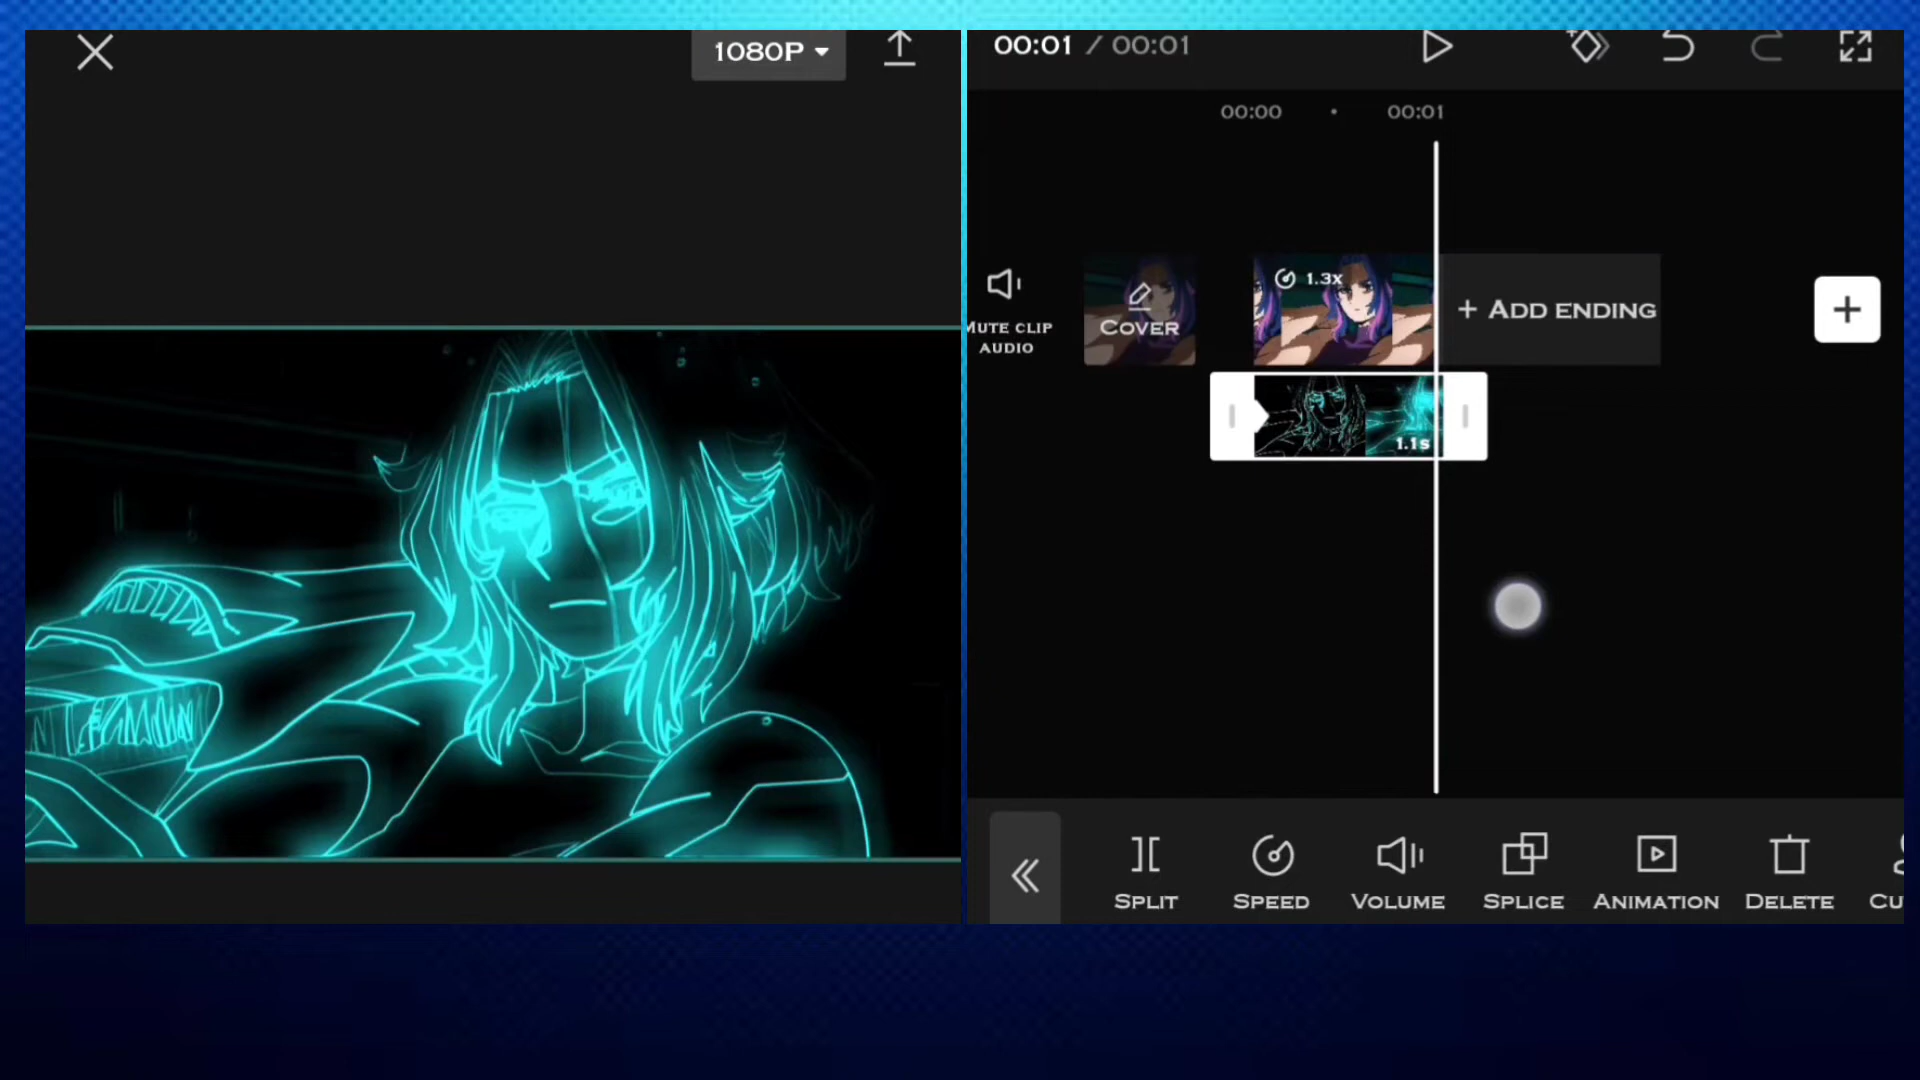 1080P
00:01 / 00:01
00:00 • 00:01
MUTE CLIP
AUDIO
COVER
1.3x
+ ADD ENDING
1.1s
SPLIT
SPEED
VOLUME
SPLICE
ANIMATION
DELETE
CU